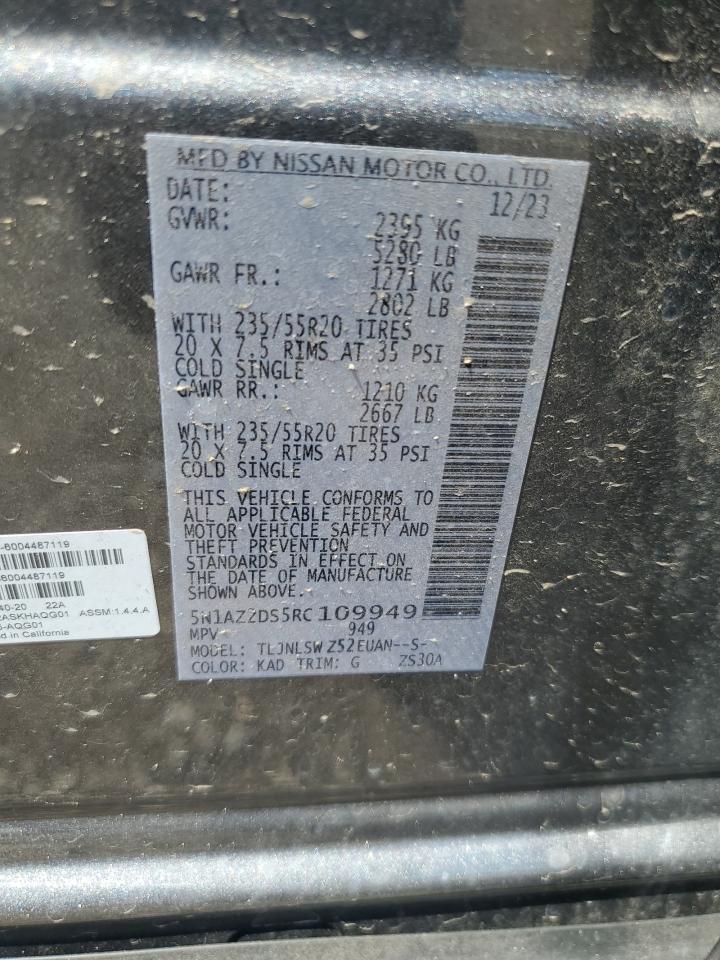 MFD BY NISSAN MOTOR CO., LTD.
DATE: 12/23
GVWR: 2395 KG
5280 LB
GAWR FR.: 1271 KG
2802 LB
WITH 235/55R20 TIRES
20 X 7.5 RIMS AT 35 PSI
COLD SINGLE
GAWR RR.: 1210 KG
2667 LB
WITH 235/55R20 TIRES
20 X 7.5 RIMS AT 35 PSI
COLD SINGLE
THIS VEHICLE CONFORMS TO
ALL APPLICABLE FEDERAL
MOTOR VEHICLE SAFETY AND
THEFT PREVENTION
STANDARDS IN EFFECT ON
THE DATE OF MANUFACTURE
SHOWN ABOVE.
5N1AZ2DS5RC109949
MPV 949
MODEL: TLJNLSW Z52EUAN--S-
COLOR: KAD TRIM: G ZS30A
-6004487119
6004487119
40-20 22A
ASKHAQG01 ASSM:1.4.4.A
-AQG01
d in California